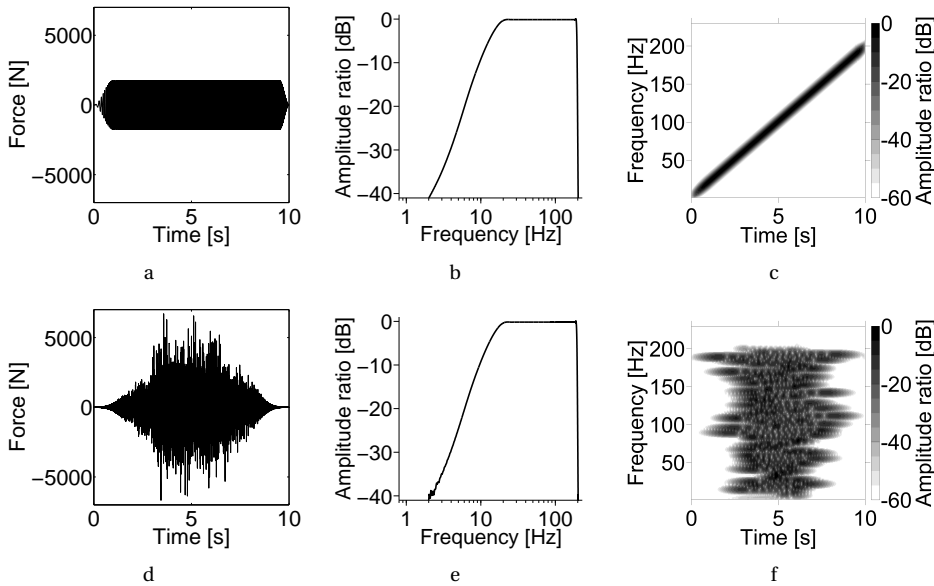 Force [N]
5000
0
−5000
0 5 10
Time [s]
a
Amplitude ratio [dB]
0
−10
−20
−30
−40
1 10 100
Frequency [Hz]
b
Frequency [Hz]
200
150
100
50
0 5 10
Time [s]
Amplitude ratio [dB]
0
-20
-40
-60
c
Force [N]
5000
0
−5000
0 5 10
Time [s]
d
Amplitude ratio [dB]
0
−10
−20
−30
−40
1 10 100
Frequency [Hz]
e
Frequency [Hz]
200
150
100
50
0 5 10
Time [s]
Amplitude ratio [dB]
0
-20
-40
-60
f